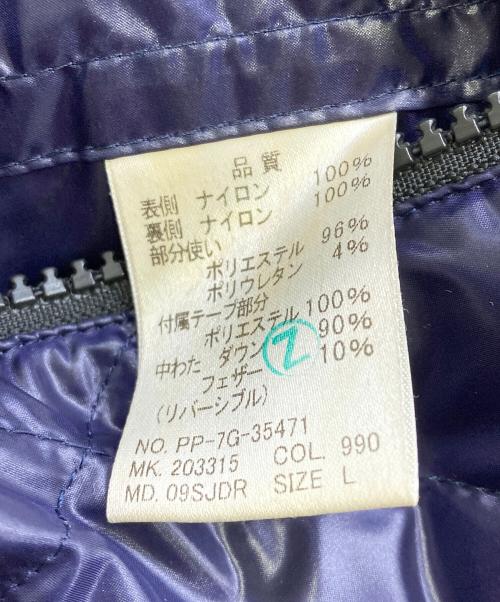 品質
表側 ナイロン 100%
裏側 ナイロン 100%
部分使い
ポリエステル 96%
ポリウレタン 4%
付属テープ部分
ポリエステル 100%
中わた ダウン 90%
フェザー 10%
(リバーシブル)
NO. PP-7G-35471
MK. 203315 COL. 990
MD. 09SJDR SIZE L